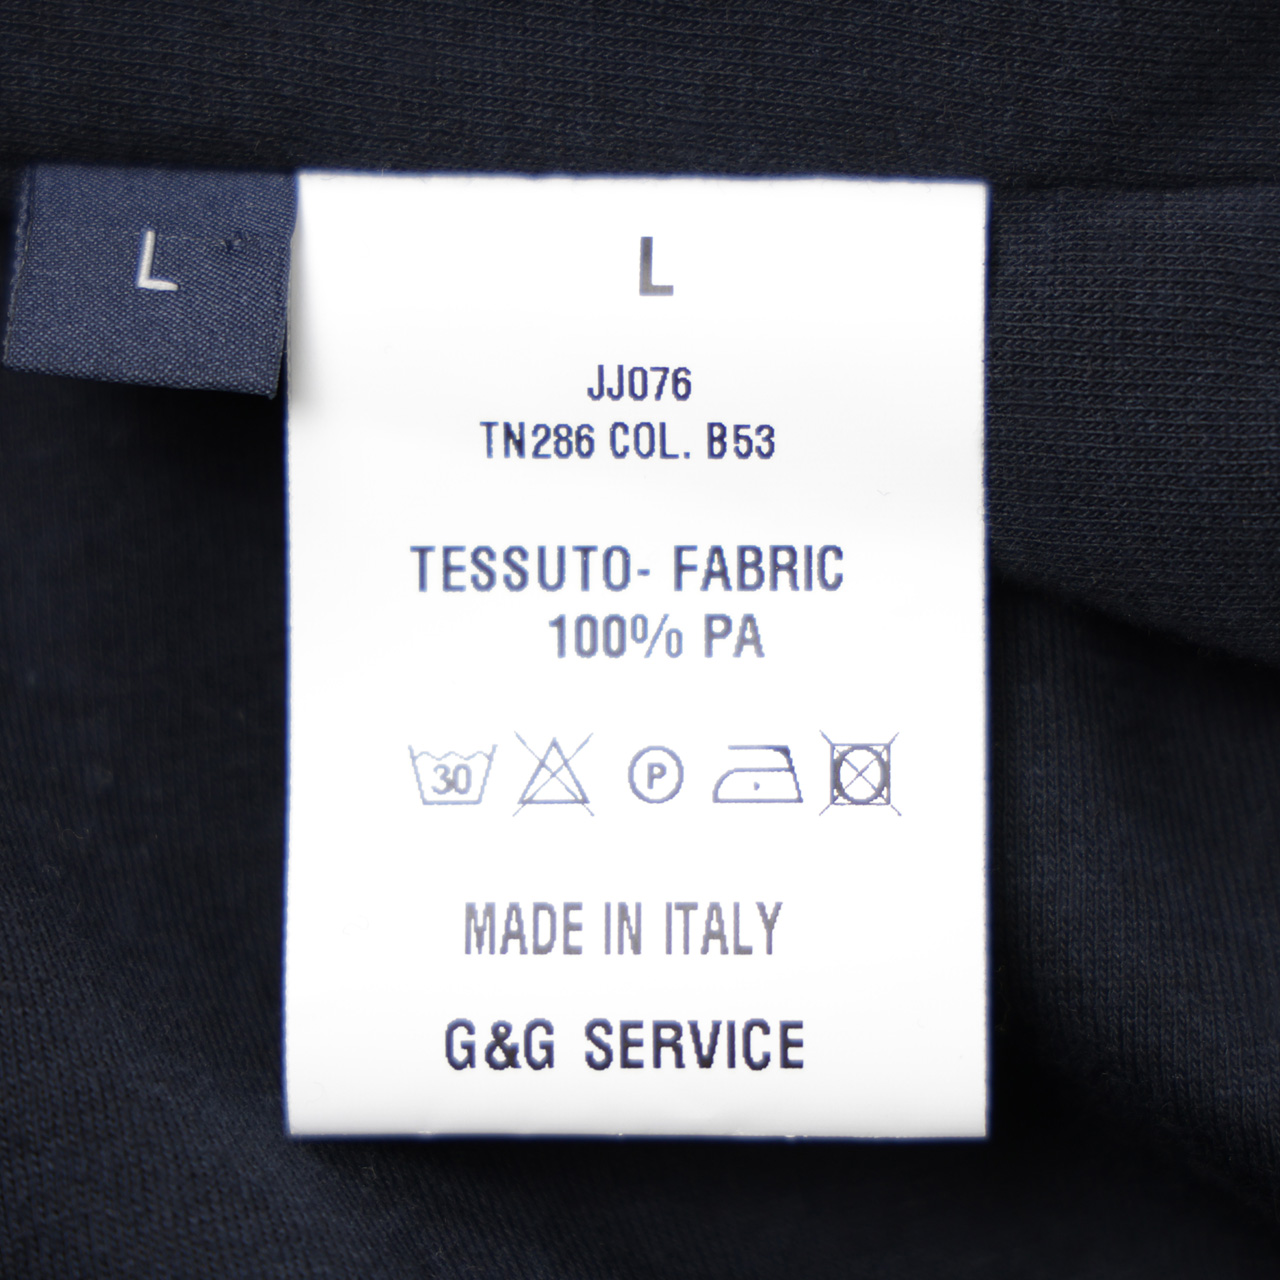 L
L
JJ076
TN286 COL. B53
TESSUTO- FABRIC
100% PA
30 P
MADE IN ITALY
G&G SERVICE